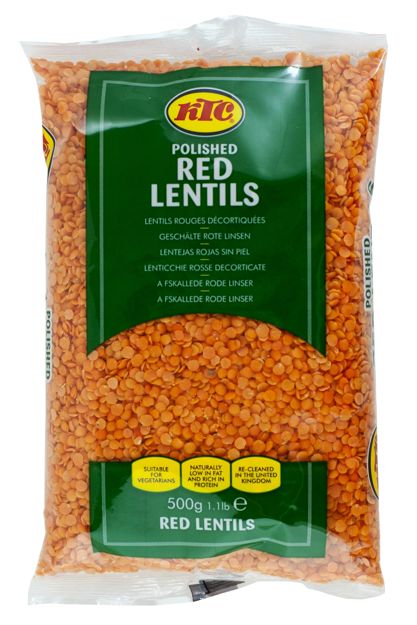 KTC
POLISHED
RED
LENTILS
LENTILLES ROUGES DÉCORTIQUÉES
GESCHÄLTE ROTE LINSEN
LENTEJAS ROJAS SIN PIEL
LENTICCHIE ROSSE DECORTICATE
A FSKALLEDE RODE LINSER
A FSKALLEDE RODE LINSER
SUITABLE
FOR
VEGETARIANS
NATURALLY
LOW IN FAT
AND RICH IN
PROTEIN
RE-CLEANED
IN THE UNITED
KINGDOM
500g 1.1lb ℮
RED LENTILS
POLISHED
POLISHED